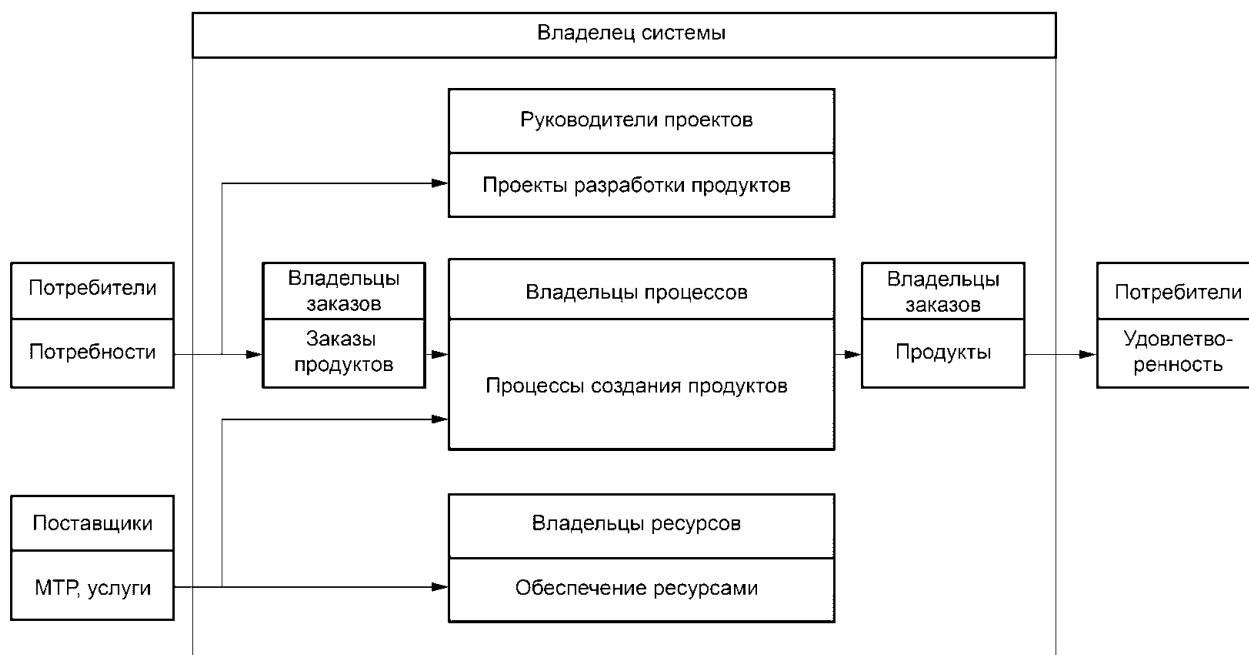 Владелец системы
Руководители проектов
Проекты разработки продуктов
Потребители
Потребности
Владельцы
заказов
Заказы
продуктов
Владельцы процессов
Процессы создания продуктов
Владельцы
заказов
Продукты
Потребители
Удовлетво-
ренность
Поставщики
МТР, услуги
Владельцы ресурсов
Обеспечение ресурсами